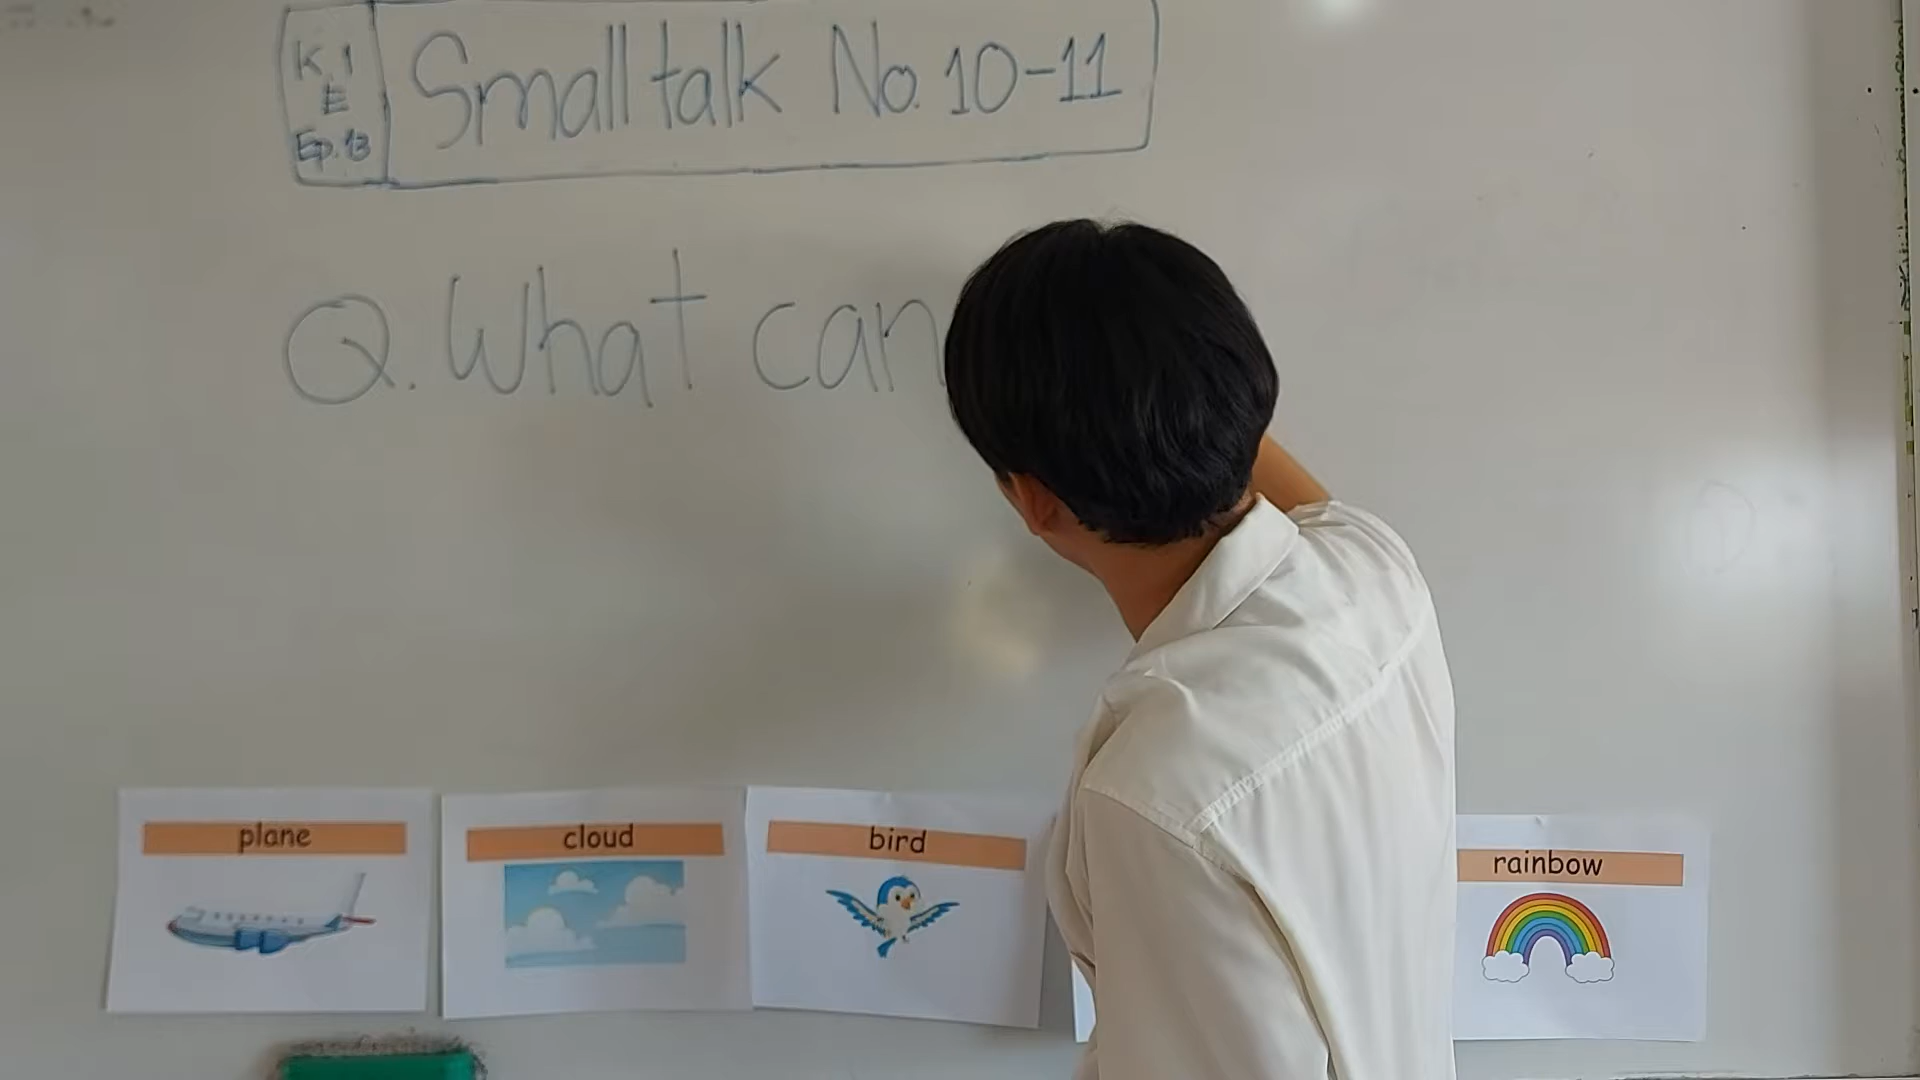 K.1
E
Ep.13
Small talk No. 10-11
Q. What can
plane
cloud
bird
rainbow